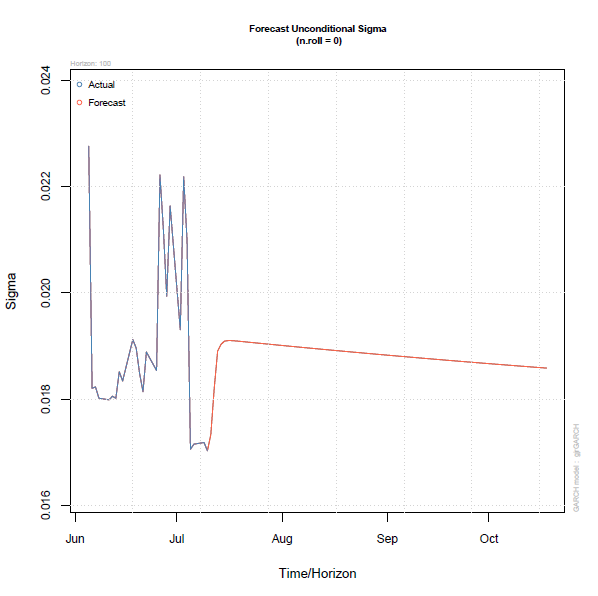 Forecast Unconditional Sigma
(n.roll = 0)
Horizon: 100
Actual
Forecast
0.024
0.022
0.020
0.018
0.016
Sigma
Jun Jul Aug Sep Oct
Time/Horizon
GARCH model : gjrGARCH